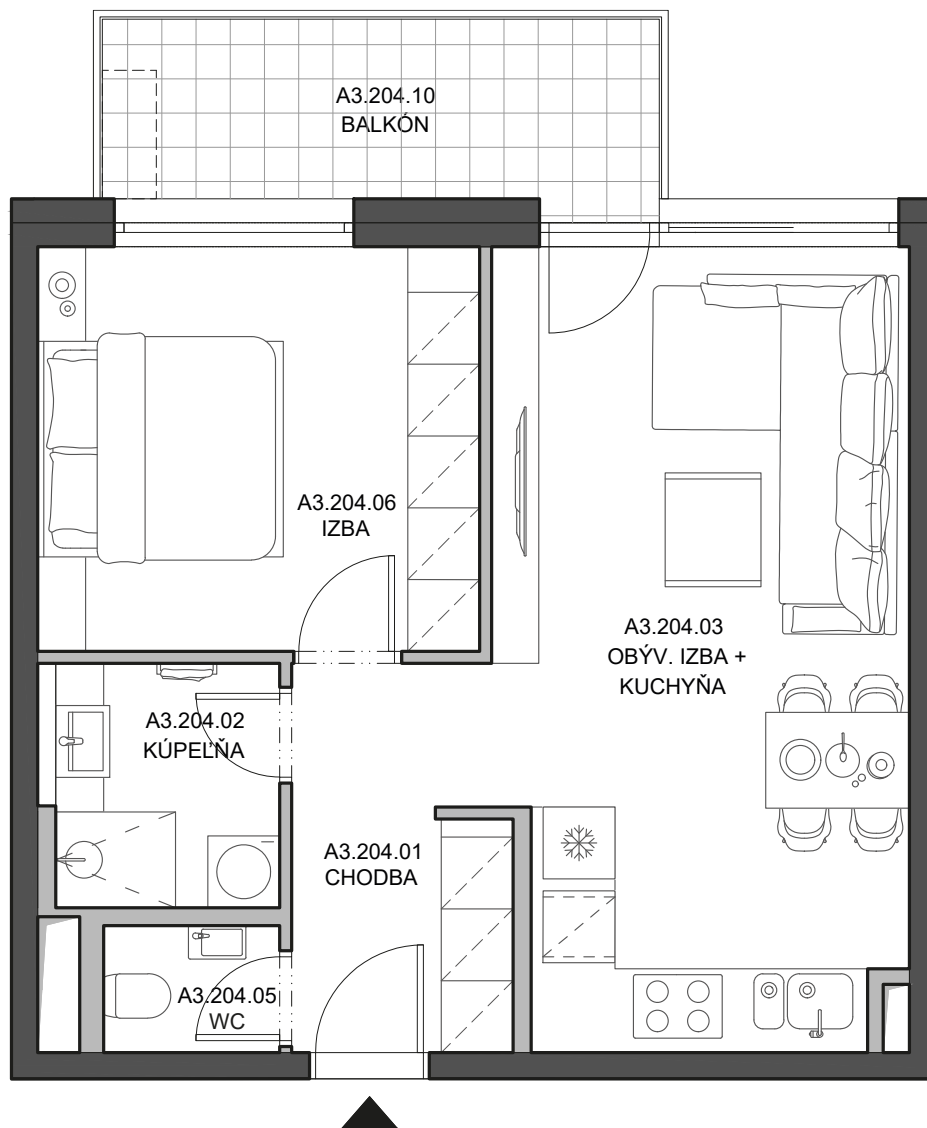 A3.204.10
BALKÓN
A3.204.06
IZBA
A3.204.03
OBÝV. IZBA +
KUCHYŇA
A3.204.02
KÚPEĽŇA
A3.204.01
CHODBA
A3.204.05
WC